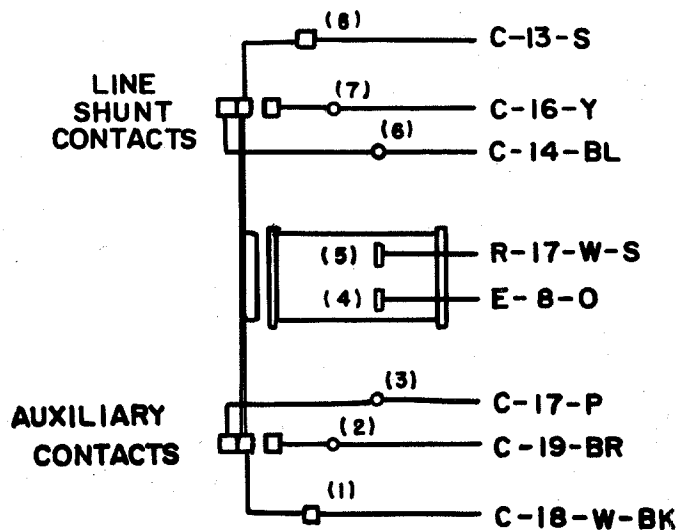 (8) C-13-S
LINE
SHUNT
CONTACTS
(7) C-16-Y
(6) C-14-BL
(5) R-17-W-S
(4) E-8-O
(3) C-17-P
AUXILIARY
CONTACTS
(2) C-19-BR
(1) C-18-W-BK